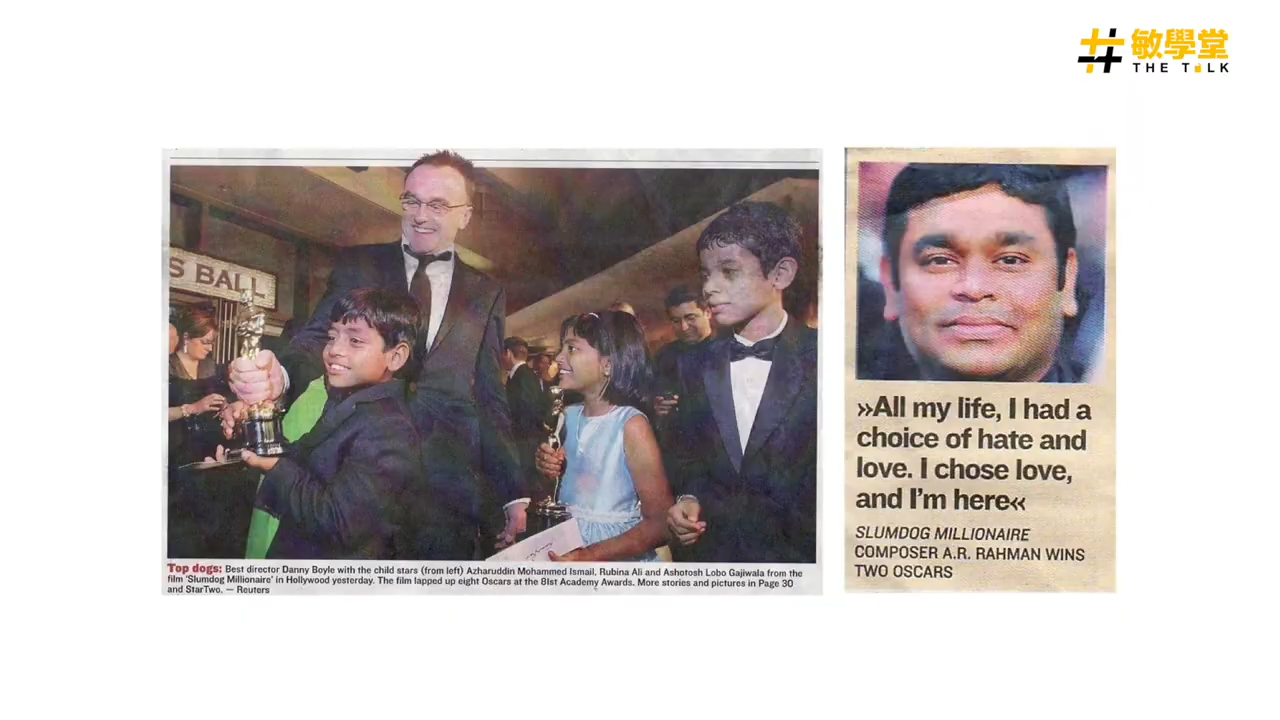 敏學堂
THE TALK
S BALL
Top dogs: Best director Danny Boyle with the child stars (from left) Azharuddin Mohammed Ismail, Rubina Ali and Ashotosh Lobo Gajiwala from the
film 'Slumdog Millionaire' in Hollywood yesterday. The film lapped up eight Oscars at the 81st Academy Awards. More stories and pictures in Page 30
and StarTwo. — Reuters
»All my life, I had a
choice of hate and
love. I chose love,
and I'm here«
SLUMDOG MILLIONAIRE
COMPOSER A.R. RAHMAN WINS
TWO OSCARS